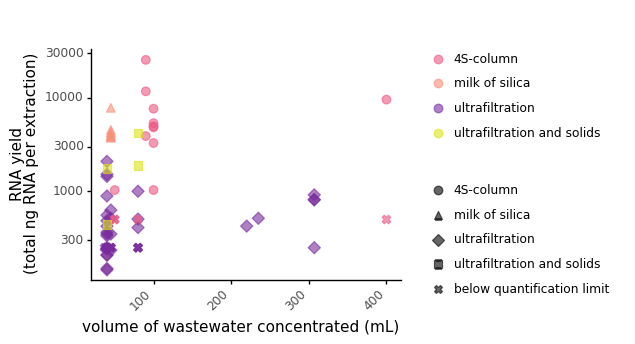 RNA yield
(total ng RNA per extraction)
30000
10000
3000
1000
300
100
200
300
400
volume of wastewater concentrated (mL)
4S-column
milk of silica
ultrafiltration
ultrafiltration and solids
4S-column
milk of silica
ultrafiltration
ultrafiltration and solids
below quantification limit